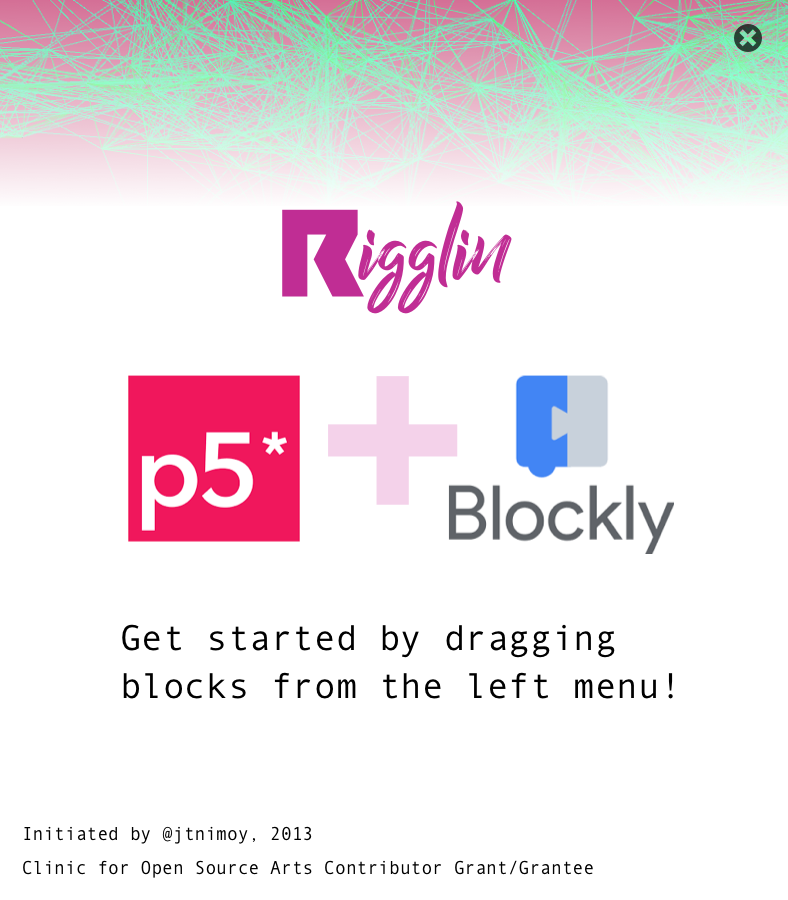 Rigglin
p5*
Blockly
Get started by dragging
blocks from the left menu!
Initiated by @jtnimoy, 2013
Clinic for Open Source Arts Contributor Grant/Grantee